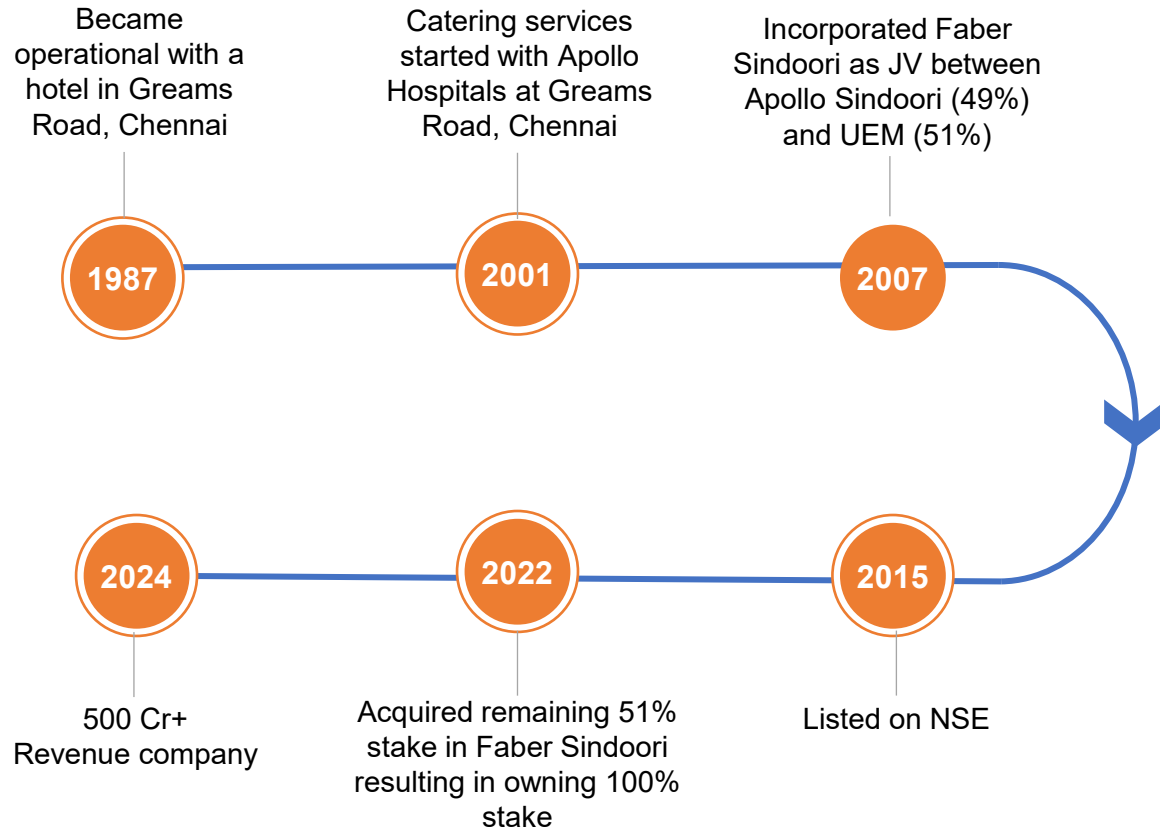 Became
operational with a
hotel in Greams
Road, Chennai
1987
Catering services
started with Apollo
Hospitals at Greams
Road, Chennai
2001
Incorporated Faber
Sindoori as JV between
Apollo Sindoori (49%)
and UEM (51%)
2007
2015
Listed on NSE
2022
Acquired remaining 51%
stake in Faber Sindoori
resulting in owning 100%
stake
2024
500 Cr+
Revenue company